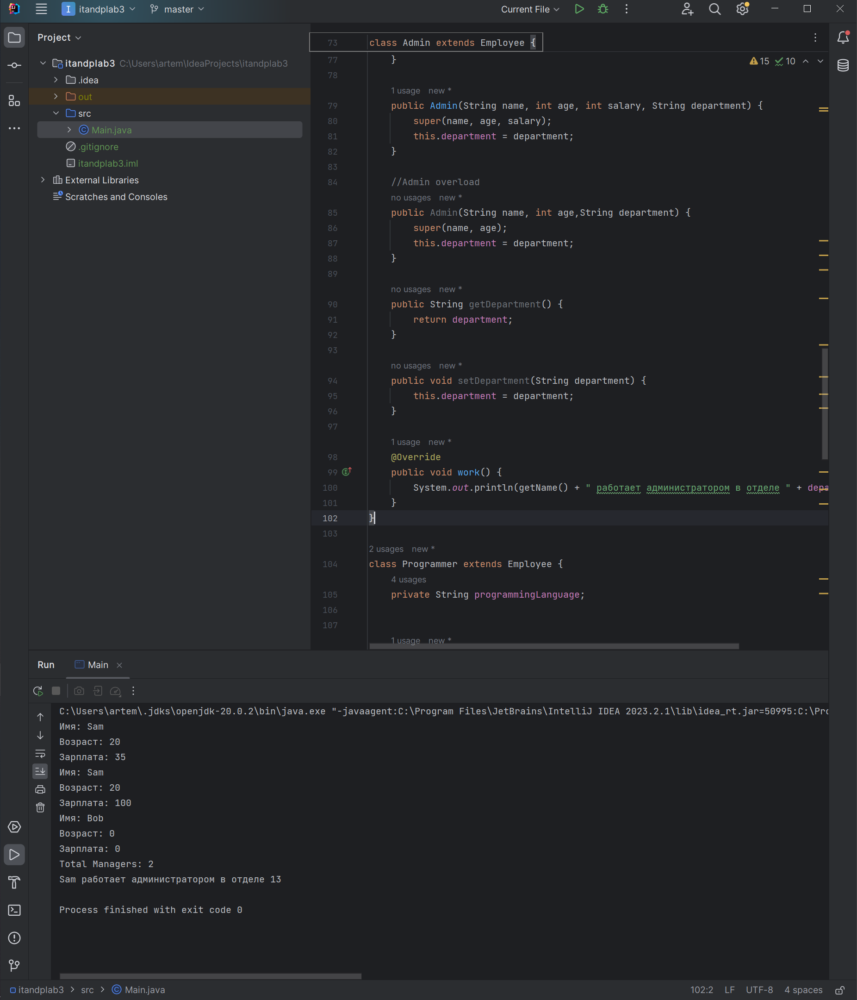 itandplab3
master
Current File
Project
itandplab3 C:\Users\artem\IdeaProjects\itandplab3
.idea
out
src
Main.java
.gitignore
itandplab3.iml
External Libraries
Scratches and Consoles
73 class Admin extends Employee {
15 10
77 }
78
1 usage new *
79 public Admin(String name, int age, int salary, String department) {
80 super(name, age, salary);
81 this.department = department;
82 }
83
84 //Admin overload
no usages new *
85 public Admin(String name, int age,String department) {
86 super(name, age);
87 this.department = department;
88 }
89
no usages new *
90 public String getDepartment() {
91 return department;
92 }
93
no usages new *
94 public void setDepartment(String department) {
95 this.department = department;
96 }
97
1 usage new *
98 @Override
99 public void work() {
100 System.out.println(getName() + " работает администратором в отделе " + depa
101 }
102 }
103
2 usages new *
104 class Programmer extends Employee {
4 usages
105 private String programmingLanguage;
106
107
1 usage new *
Run Main
C:\Users\artem\.jdks\openjdk-20.0.2\bin\java.exe "-javaagent:C:\Program Files\JetBrains\IntelliJ IDEA 2023.2.1\lib\idea_rt.jar=50995:C:\Pro
Имя: Sam
Возраст: 20
Зарплата: 35
Имя: Sam
Возраст: 20
Зарплата: 100
Имя: Bob
Возраст: 0
Зарплата: 0
Total Managers: 2
Sam работает администратором в отделе 13
Process finished with exit code 0
itandplab3 > src > Main.java
102:2 LF UTF-8 4 spaces